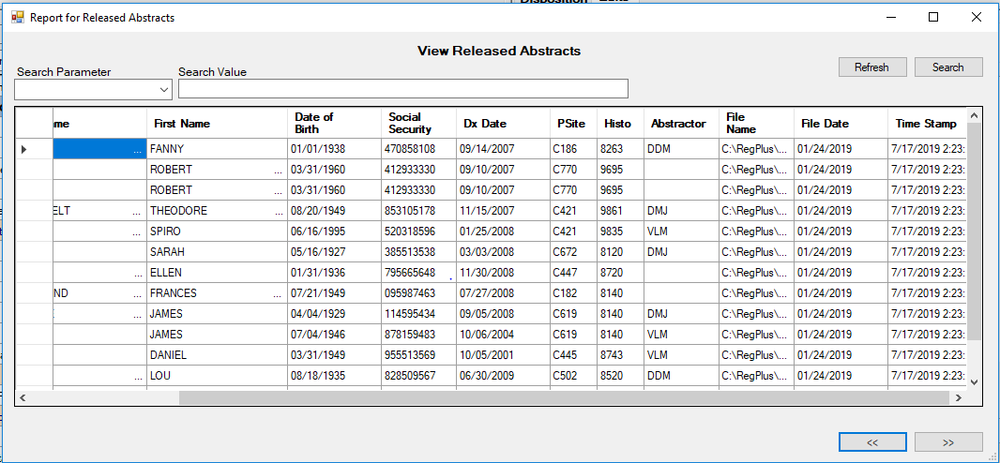 Disposition
Report for Released Abstracts
View Released Abstracts
Search Parameter Search Value Refresh Search
me First Name Date of Birth Social Security Dx Date PSite Histo Abstractor File Name File Date Time Stamp
... FANNY 01/01/1938 470858108 09/14/2007 C186 8263 DDM C:\RegPlus\... 01/24/2019 7/17/2019 2:23:
ROBERT ... 03/31/1960 412933330 09/10/2007 C770 9695 C:\RegPlus\... 01/24/2019 7/17/2019 2:23:
ROBERT ... 03/31/1960 412933330 09/10/2007 C770 9695 C:\RegPlus\... 01/24/2019 7/17/2019 2:23:
ELT ... THEODORE ... 08/20/1949 853105178 11/15/2007 C421 9861 DMJ C:\RegPlus\... 01/24/2019 7/17/2019 2:23:
... SPIRO 06/16/1995 520318596 01/25/2008 C421 9835 VLM C:\RegPlus\... 01/24/2019 7/17/2019 2:23:
SARAH 05/16/1927 385513538 03/03/2008 C672 8120 DMJ C:\RegPlus\... 01/24/2019 7/17/2019 2:23:
... ELLEN 01/31/1936 795665648 11/30/2008 C447 8720 C:\RegPlus\... 01/24/2019 7/17/2019 2:23:
ND ... FRANCES ... 07/21/1949 095987463 07/27/2008 C182 8140 C:\RegPlus\... 01/24/2019 7/17/2019 2:23:
... JAMES 04/04/1929 114595434 09/05/2008 C619 8140 DMJ C:\RegPlus\... 01/24/2019 7/17/2019 2:23:
JAMES 07/04/1946 878159483 10/06/2004 C619 8140 VLM C:\RegPlus\... 01/24/2019 7/17/2019 2:23:
DANIEL 03/31/1949 955513569 10/05/2001 C445 8743 VLM C:\RegPlus\... 01/24/2019 7/17/2019 2:23:
... LOU 08/18/1935 828509567 06/30/2009 C502 8520 DDM C:\RegPlus\... 01/24/2019 7/17/2019 2:23:
<< >>